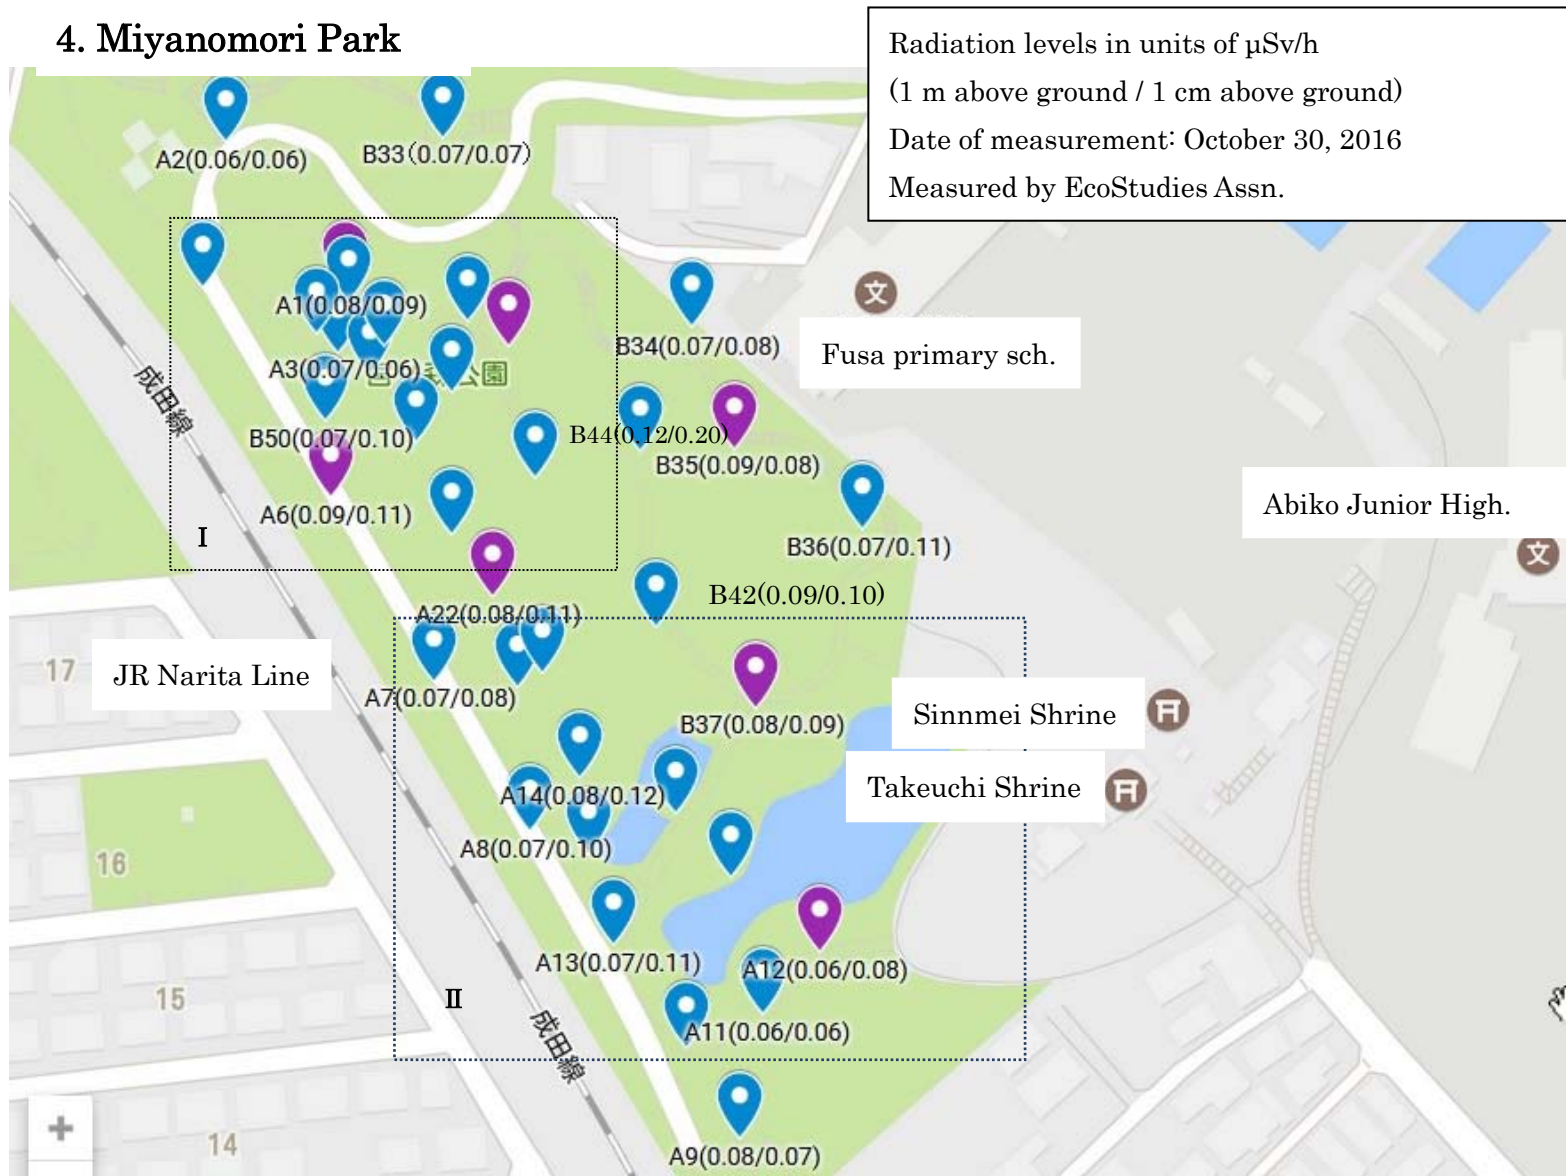 4. Miyanomori Park
Radiation levels in units of µSv/h
(1 m above ground / 1 cm above ground)
Date of measurement: October 30, 2016
Measured by EcoStudies Assn.
A2(0.06/0.06)
B33(0.07/0.07)
A1(0.08/0.09)
B34(0.07/0.08)
文
Fusa primary sch.
A3(0.07/0.06)
公園
成田線
B50(0.07/0.10)
B44(0.12/0.20)
B35(0.09/0.08)
A6(0.09/0.11)
I
Abiko Junior High.
文
B36(0.07/0.11)
B42(0.09/0.10)
A22(0.08/0.11)
17
JR Narita Line
A7(0.07/0.08)
B37(0.08/0.09)
Sinnmei Shrine
Takeuchi Shrine
A14(0.08/0.12)
A8(0.07/0.10)
16
A13(0.07/0.11)
A12(0.06/0.08)
15
II
A11(0.06/0.06)
成田線
+
14
A9(0.08/0.07)